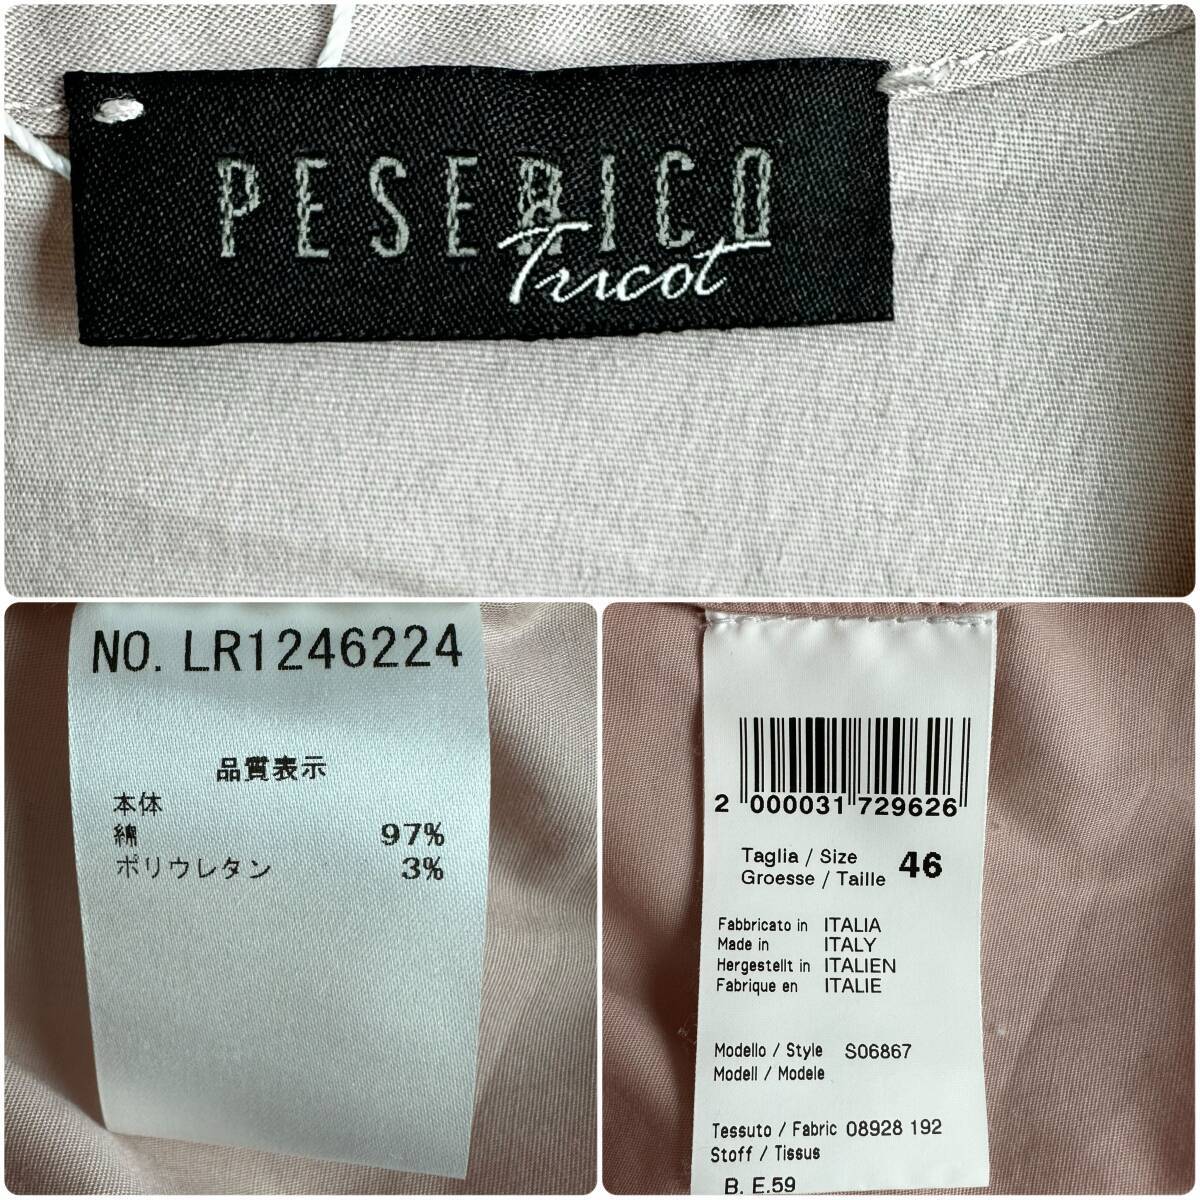 PESERICO
Tricot
NO. LR1246224
品質表示
本体
綿 97%
ポリウレタン 3%
2 000031 729626
Taglia / Size
Groesse / Taille 46
Fabbricato in ITALIA
Made in ITALY
Hergestellt in ITALIEN
Fabrique en ITALIE
Modello / Style S06867
Modell / Modele
Tessuto / Fabric 08928 192
Stoff / Tissus
B. E.59